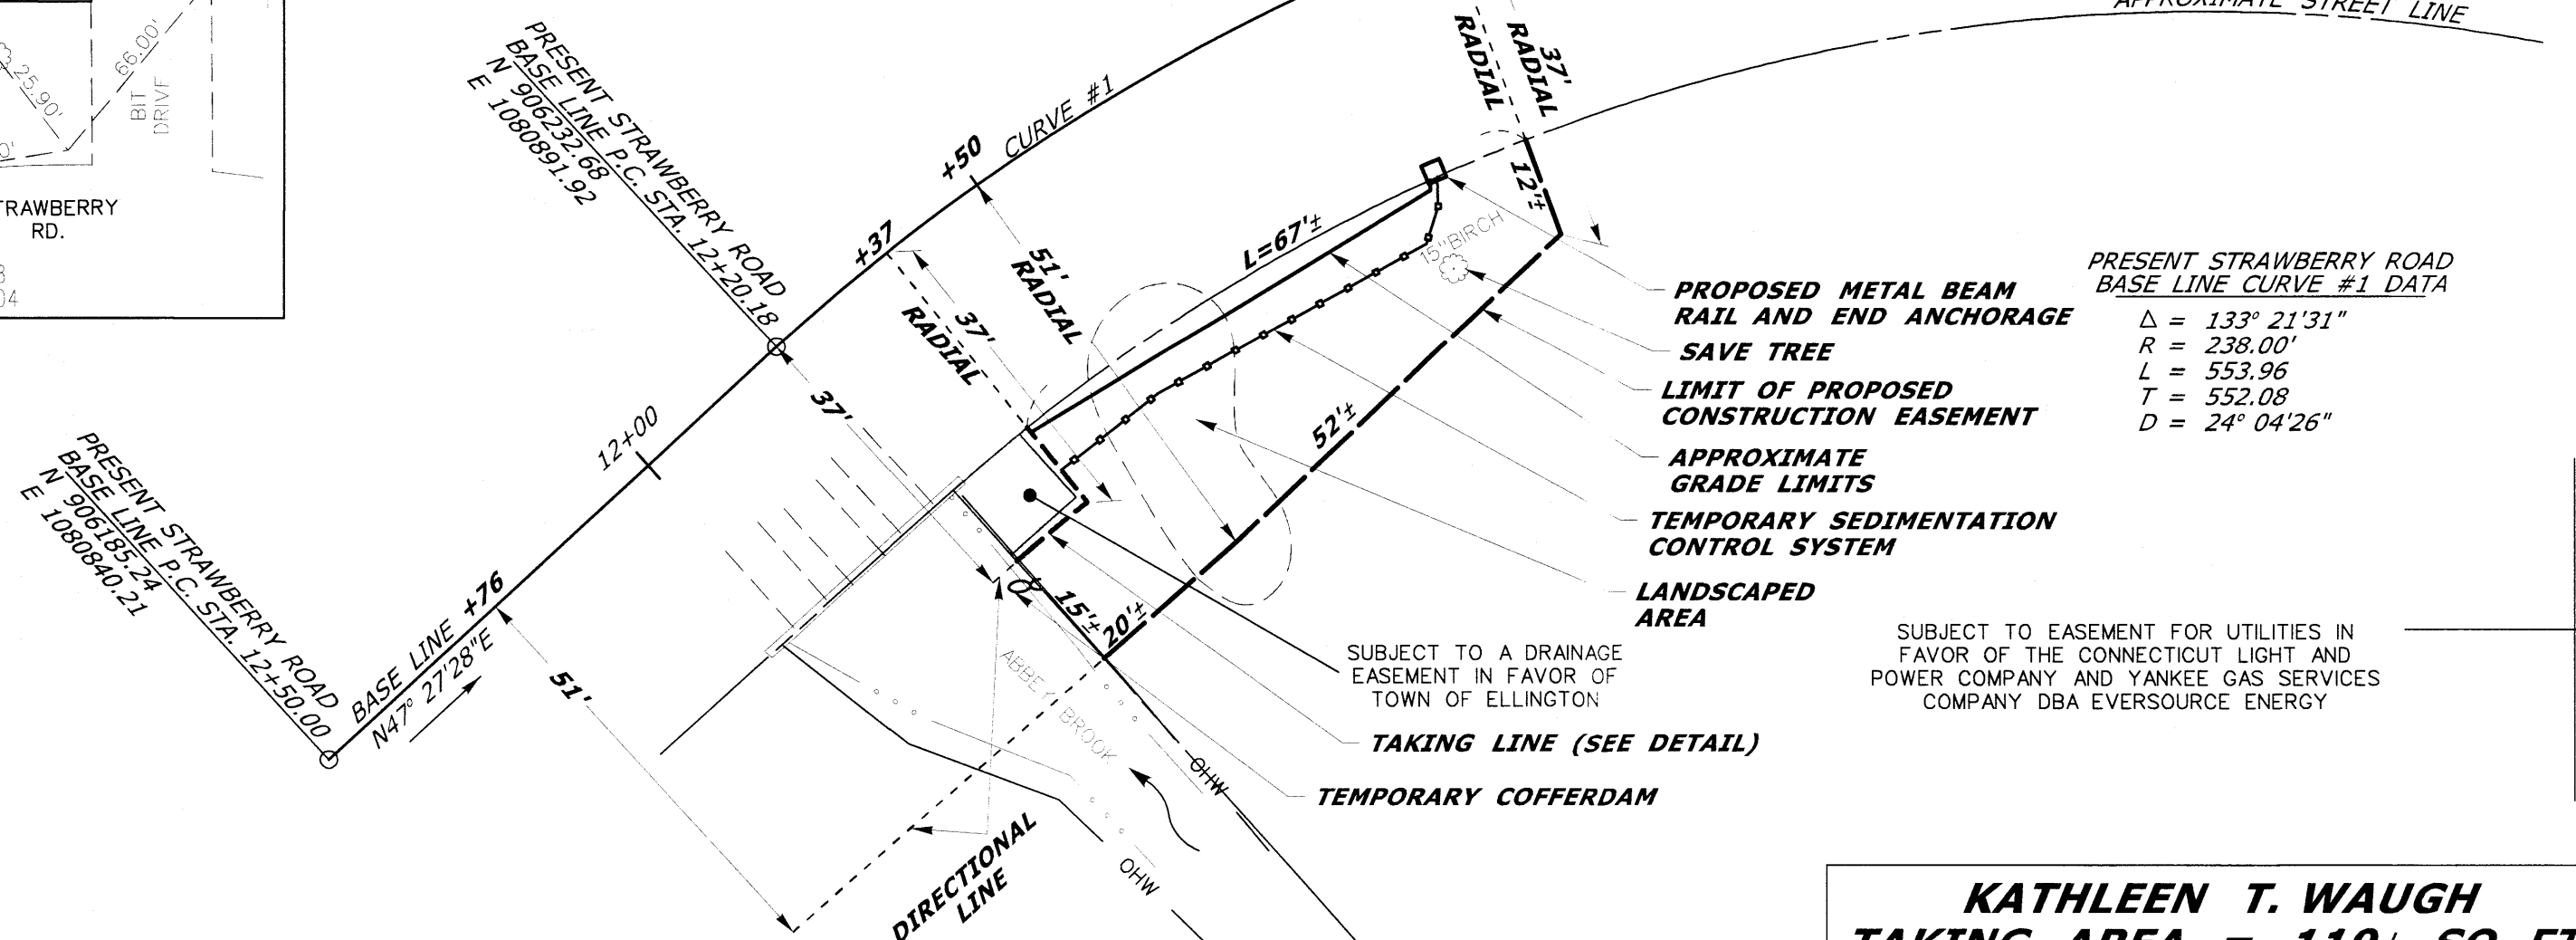 APPROXIMATE STREET LINE
25.90'
66.00'
BIT
DRIVE
RD.
04
PRESENT STRAWBERRY ROAD
BASE LINE P.C. STA. 12+20.18
N 906232.68
E 1080891.92
PRESENT STRAWBERRY ROAD
BASE LINE P.C. STA. 12+50.00
N 906185.24
E 1080840.21
BASE LINE
N47° 27'28"E
+76
12+00
+37
+50
CURVE #1
51'
37'
37'
RADIAL
51'
RADIAL
L=67'±
RADIAL
37'
RADIAL
12'±
15"BIRCH
52'±
15'±
20'±
ABBEY
BROOK
OHW
OHW
DIRECTIONAL
LINE
PROPOSED METAL BEAM
RAIL AND END ANCHORAGE
SAVE TREE
LIMIT OF PROPOSED
CONSTRUCTION EASEMENT
APPROXIMATE
GRADE LIMITS
TEMPORARY SEDIMENTATION
CONTROL SYSTEM
LANDSCAPED
AREA
SUBJECT TO A DRAINAGE
EASEMENT IN FAVOR OF
TOWN OF ELLINGTON
TAKING LINE (SEE DETAIL)
TEMPORARY COFFERDAM
PRESENT STRAWBERRY ROAD
BASE LINE CURVE #1 DATA
Δ = 133° 21'31"
R = 238.00'
L = 553.96
T = 552.08
D = 24° 04'26"
SUBJECT TO EASEMENT FOR UTILITIES IN
FAVOR OF THE CONNECTICUT LIGHT AND
POWER COMPANY AND YANKEE GAS SERVICES
COMPANY DBA EVERSOURCE ENERGY
KATHLEEN T. WAUGH
TAKING AREA = 110± SQ FT